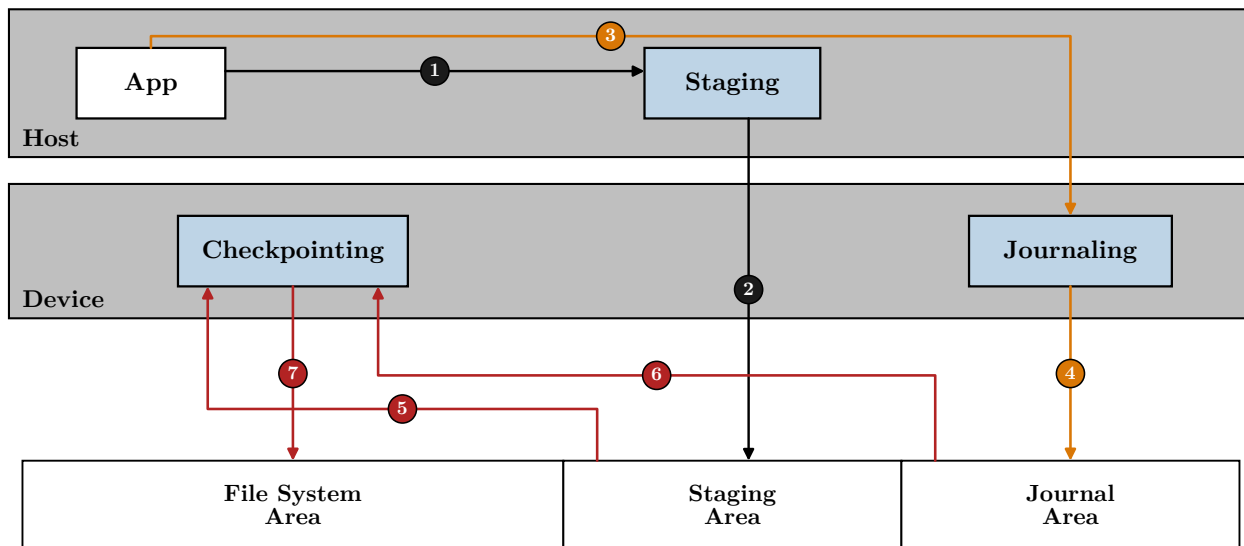 3
1
App
Staging
Host
Checkpointing
Journaling
2
Device
7
6
4
5
File System
Area
Staging
Area
Journal
Area